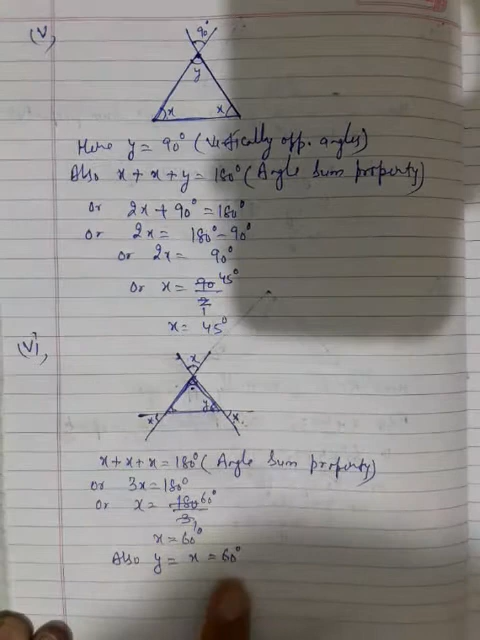 (V),
90°
y
x x
Here y = 90° (Vertically opp. angles)
Also x + x + y = 180° (Angle Sum property)
or 2x + 90° = 180°
or 2x = 180° - 90°
or 2x = 90°
or x = 90 45°
2
1
x = 45°
(Vi),
x
y
x x
x + x + x = 180° (Angle Sum property)
or 3x = 180°
or x = 180 60°
3 1
x = 60°
Also y = x = 60°